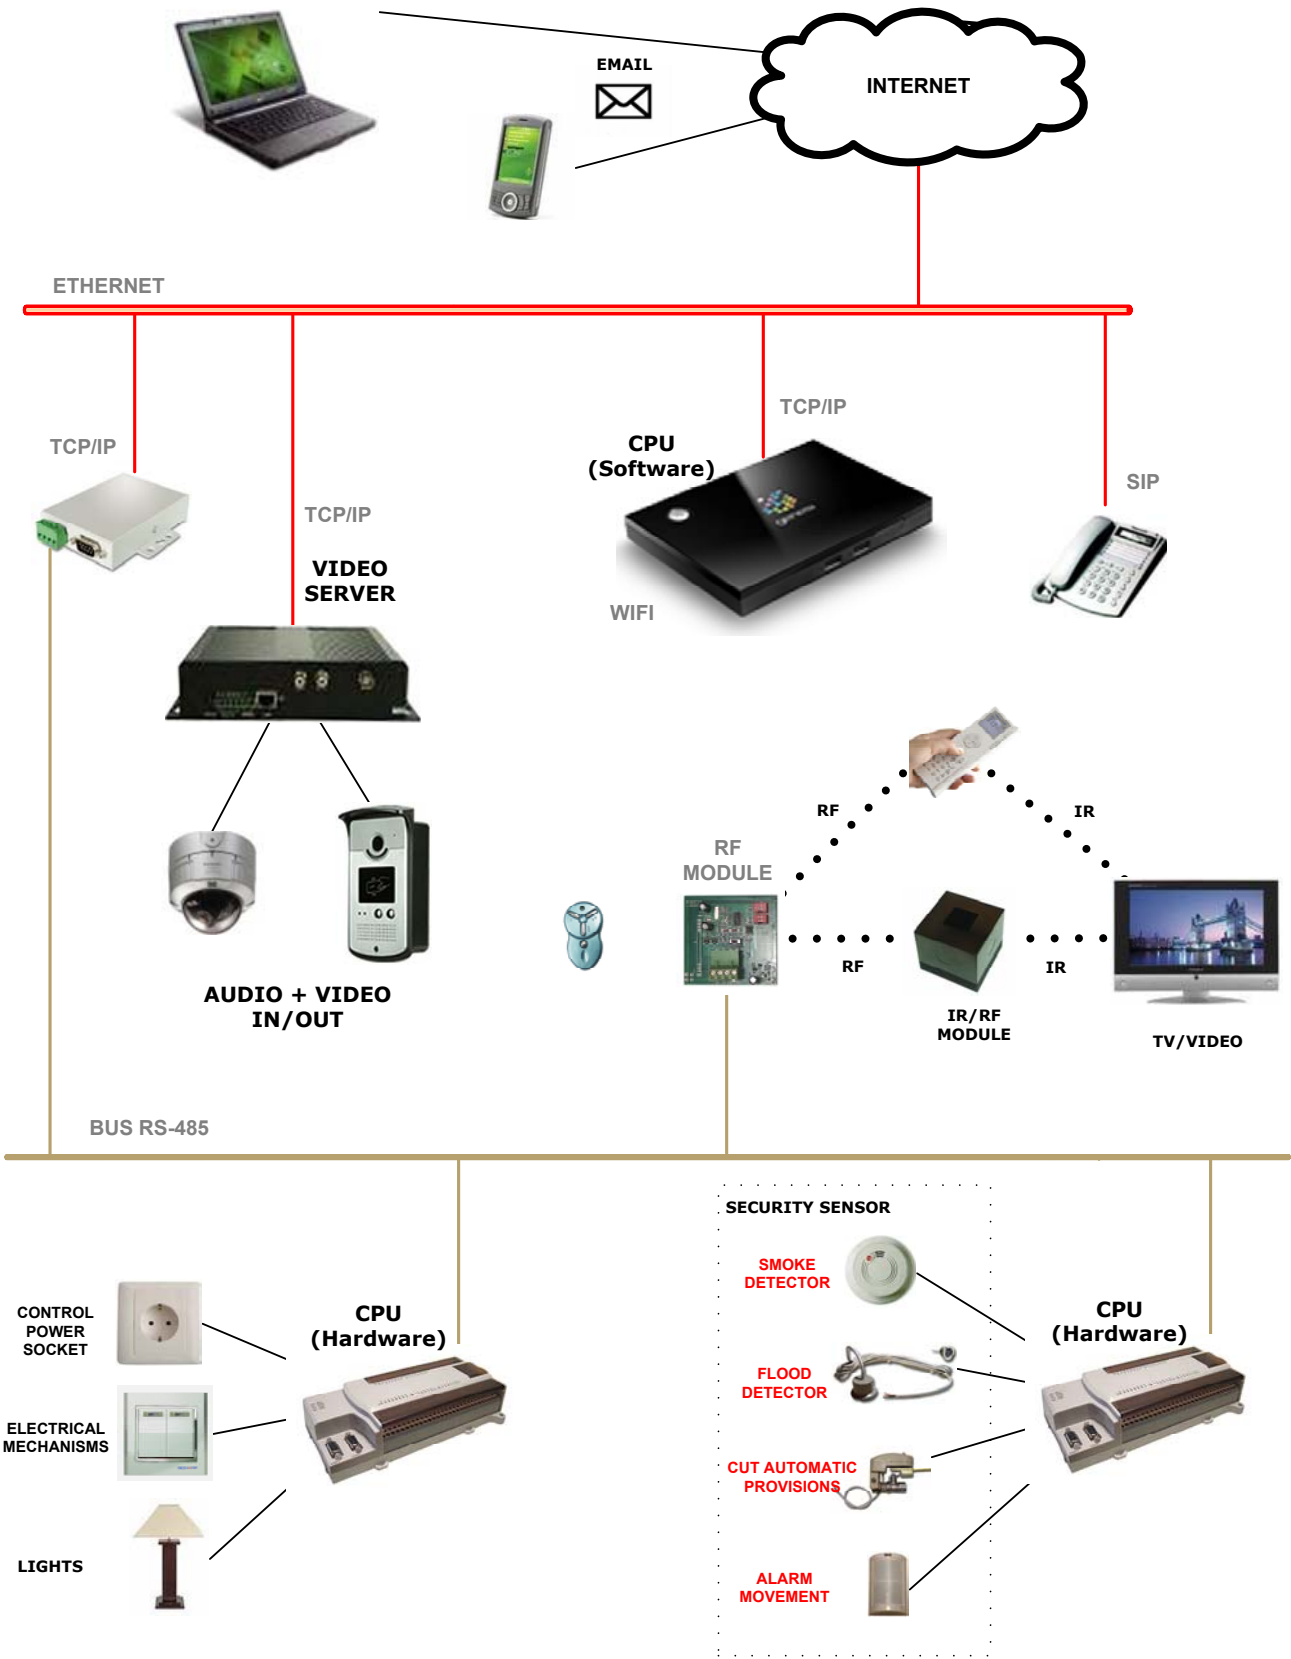 EMAIL
INTERNET
ETHERNET
TCP/IP
TCP/IP
CPU
(Software)
TCP/IP
SIP
VIDEO
SERVER
WIFI
RF
IR
RF
MODULE
RF
IR
AUDIO + VIDEO
IN/OUT
IR/RF
MODULE
TV/VIDEO
BUS RS-485
SECURITY SENSOR
SMOKE
DETECTOR
CONTROL
POWER
SOCKET
CPU
(Hardware)
CPU
(Hardware)
FLOOD
DETECTOR
ELECTRICAL
MECHANISMS
CUT AUTOMATIC
PROVISIONS
LIGHTS
ALARM
MOVEMENT